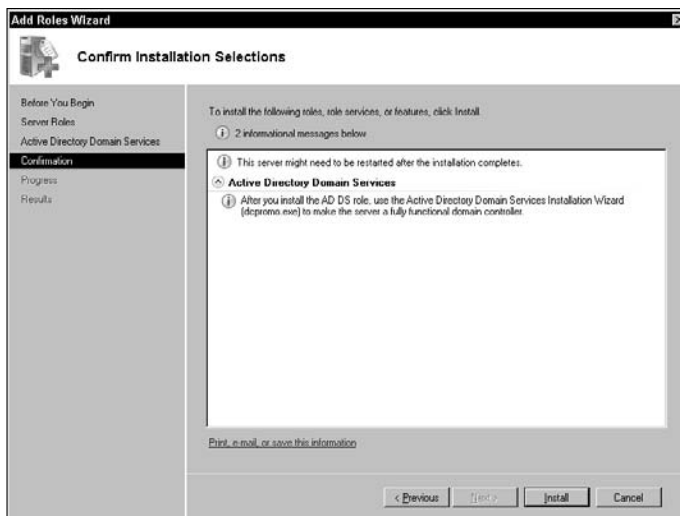 Add Roles Wizard
Confirm Installation Selections
Before You Begin
Server Roles
Active Directory Domain Services
Confirmation
Progress
Results
To install the following roles, role services, or features, click Install.
2 informational messages below
This server might need to be restarted after the installation completes.
Active Directory Domain Services
After you install the AD DS role, use the Active Directory Domain Services Installation Wizard
(dcpromo.exe) to make the server a fully functional domain controller.
Print, e-mail, or save this information
< Previous
Next >
Install
Cancel